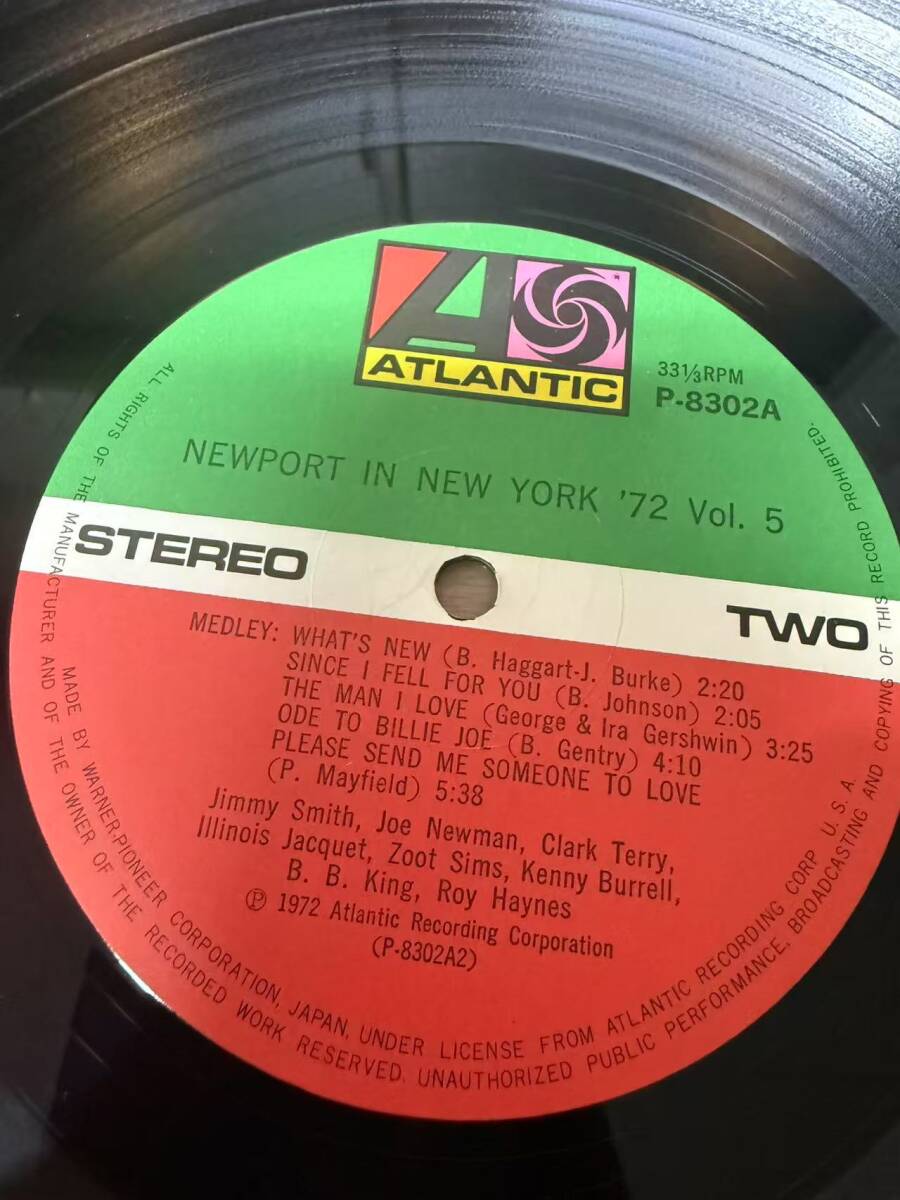 ATLANTIC
33⅓RPM
P-8302A
NEWPORT IN NEW YORK '72 Vol. 5
STEREO
TWO
MEDLEY: WHAT'S NEW (B. Haggart-J. Burke) 2:20
SINCE I FELL FOR YOU (B. Johnson) 2:05
THE MAN I LOVE (George & Ira Gershwin) 3:25
ODE TO BILLIE JOE (B. Gentry) 4:10
PLEASE SEND ME SOMEONE TO LOVE
(P. Mayfield) 5:38
Jimmy Smith, Joe Newman, Clark Terry,
Illinois Jacquet, Zoot Sims, Kenny Burrell,
B. B. King, Roy Haynes
Ⓟ 1972 Atlantic Recording Corporation
(P-8302A2)
MADE BY WARNER-PIONEER CORPORATION, JAPAN, UNDER LICENSE FROM ATLANTIC RECORDING CORP. U.S.A.
ALL RIGHTS OF THE MANUFACTURER AND OF THE OWNER OF THE RECORDED WORK RESERVED. UNAUTHORIZED PUBLIC PERFORMANCE, BROADCASTING AND COPYING OF THIS RECORD PROHIBITED.